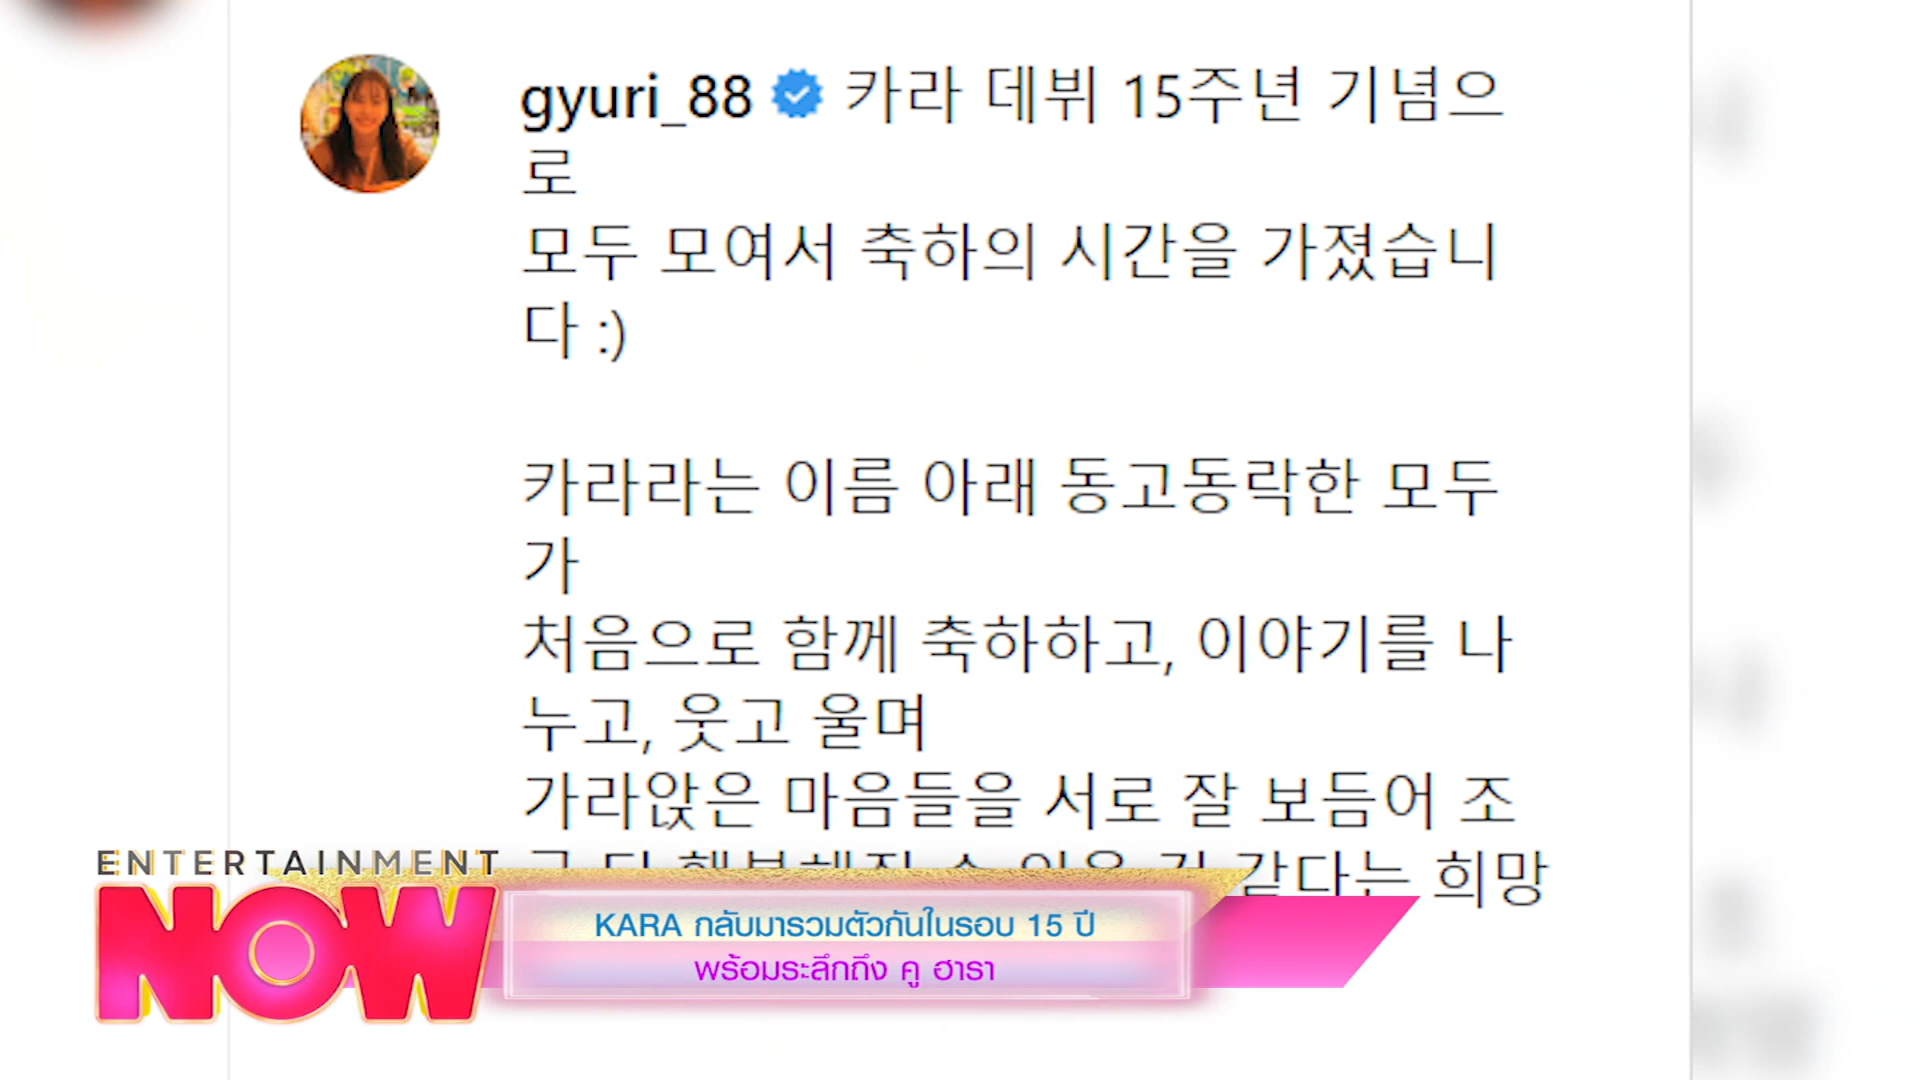 gyuri_88 카라 데뷔 15주년 기념으
로
모두 모여서 축하의 시간을 가졌습니
다 :)
카라라는 이름 아래 동고동락한 모두
가
처음으로 함께 축하하고, 이야기를 나
누고, 웃고 울며
가라앉은 마음들을 서로 잘 보듬어 조
같다는 희망
ENTERTAINMENT
NOW
KARA กลับมารวมตัวกันในรอบ 15 ปี
พร้อมระลึกถึง คู ฮารา